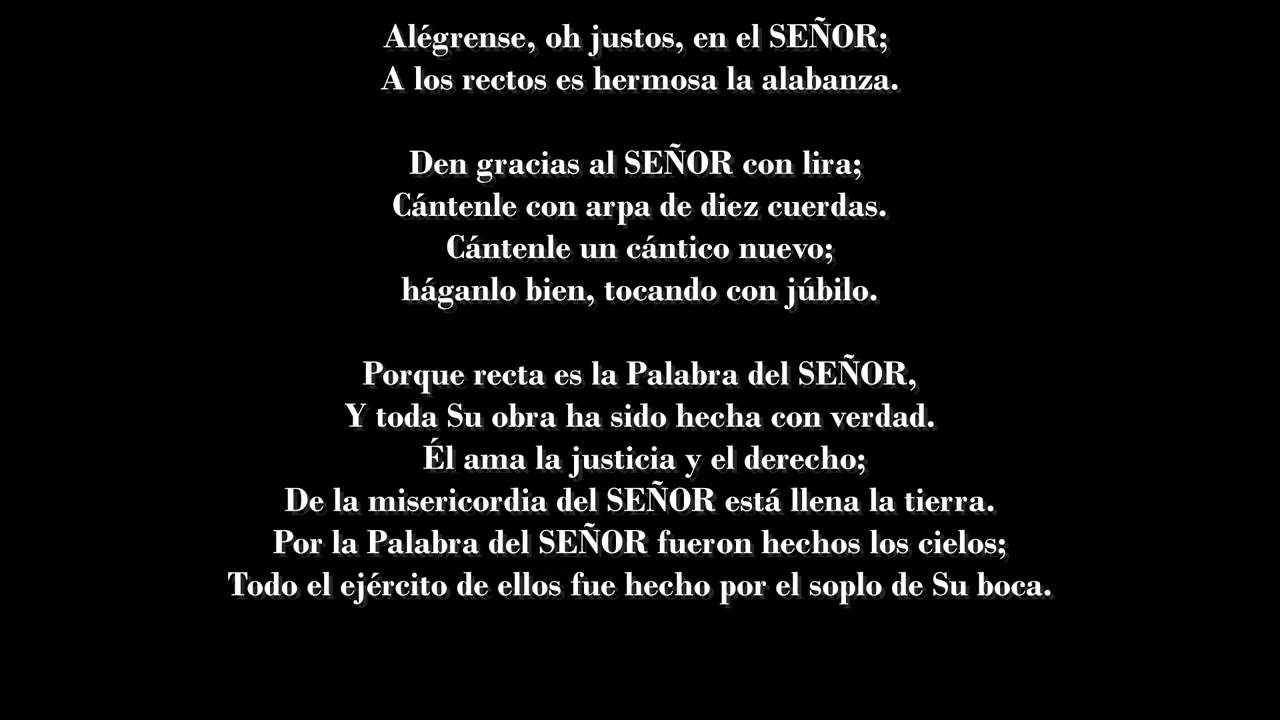 Alégrense, oh justos, en el SEÑOR;
A los rectos es hermosa la alabanza.
Den gracias al SEÑOR con lira;
Cántenle con arpa de diez cuerdas.
Cántenle un cántico nuevo;
háganlo bien, tocando con júbilo.
Porque recta es la Palabra del SEÑOR,
Y toda Su obra ha sido hecha con verdad.
Él ama la justicia y el derecho;
De la misericordia del SEÑOR está llena la tierra.
Por la Palabra del SEÑOR fueron hechos los cielos;
Todo el ejército de ellos fue hecho por el soplo de Su boca.